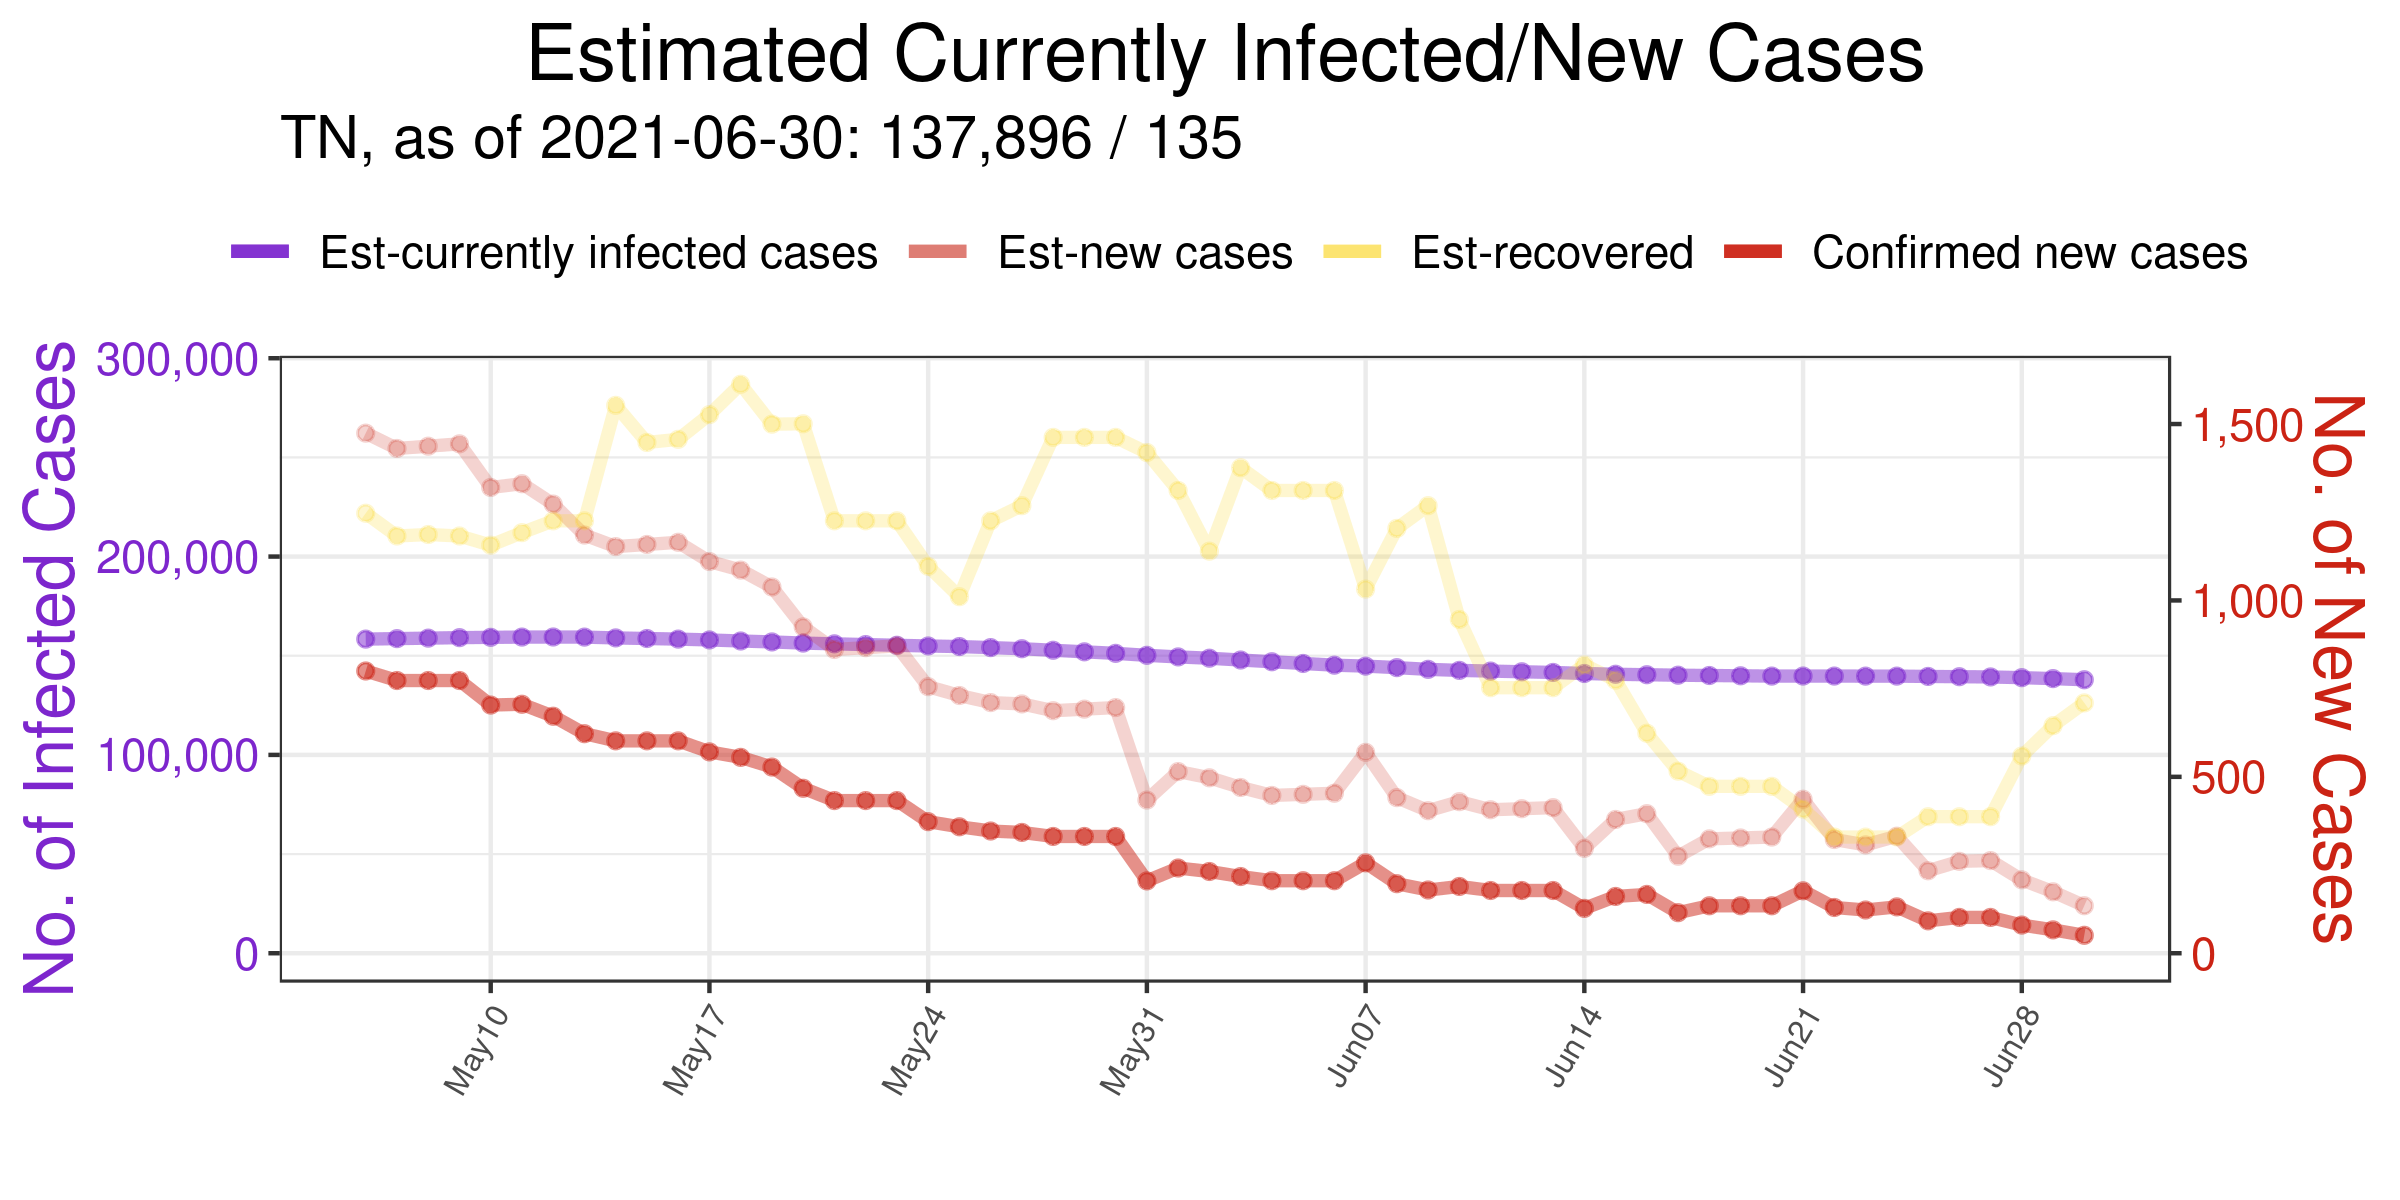 Estimated Currently Infected/New Cases
TN, as of 2021-06-30: 137,896 / 135
Est-currently infected cases Est-new cases Est-recovered Confirmed new cases
No. of Infected Cases
300,000
200,000
100,000
0
1,500
1,000
500
0
No. of New Cases
May10 May17 May24 May31 Jun07 Jun14 Jun21 Jun28